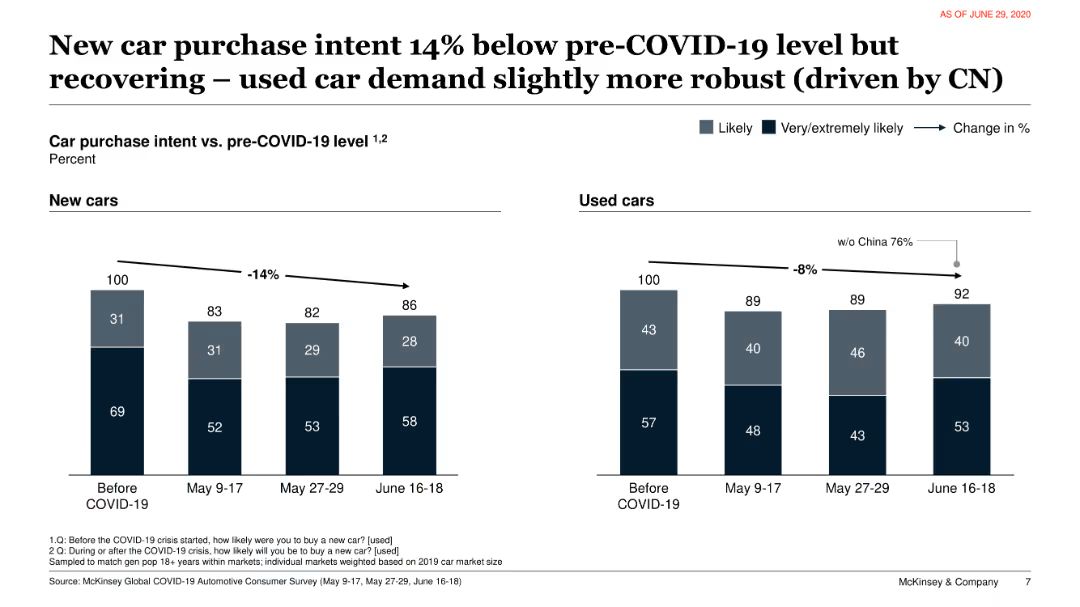 AS OF JUNE 29, 2020
New car purchase intent 14% below pre-COVID-19 level but
recovering – used car demand slightly more robust (driven by CN)
Likely
Very/extremely likely
Change in %
Car purchase intent vs. pre-COVID-19 level 1,2
Percent
New cars
-14%
100
31
69
83
31
52
82
29
53
86
28
58
Before
COVID-19
May 9-17
May 27-29
June 16-18
Used cars
w/o China 76%
-8%
100
43
57
89
40
48
89
46
43
92
40
53
Before
COVID-19
May 9-17
May 27-29
June 16-18
1.Q: Before the COVID-19 crisis started, how likely were you to buy a new car? [used]
2 Q: During or after the COVID-19 crisis, how likely will you be to buy a new car? [used]
Sampled to match gen pop 18+ years within markets; individual markets weighted based on 2019 car market size
Source: McKinsey Global COVID-19 Automotive Consumer Survey (May 9-17, May 27-29, June 16-18)
McKinsey & Company
7